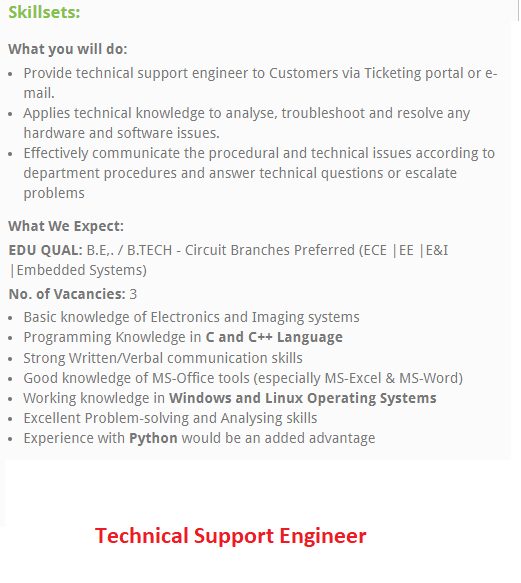 Skillsets:
What you will do:
• Provide technical support engineer to Customers via Ticketing portal or e-
mail.
• Applies technical knowledge to analyse, troubleshoot and resolve any
hardware and software issues.
• Effectively communicate the procedural and technical issues according to
department procedures and answer technical questions or escalate
problems
What We Expect:
EDU QUAL: B.E,. / B.TECH - Circuit Branches Preferred (ECE |EE |E&I
|Embedded Systems)
No. of Vacancies: 3
• Basic knowledge of Electronics and Imaging systems
• Programming Knowledge in C and C++ Language
• Strong Written/Verbal communication skills
• Good knowledge of MS-Office tools (especially MS-Excel & MS-Word)
• Working knowledge in Windows and Linux Operating Systems
• Excellent Problem-solving and Analysing skills
• Experience with Python would be an added advantage
Technical Support Engineer